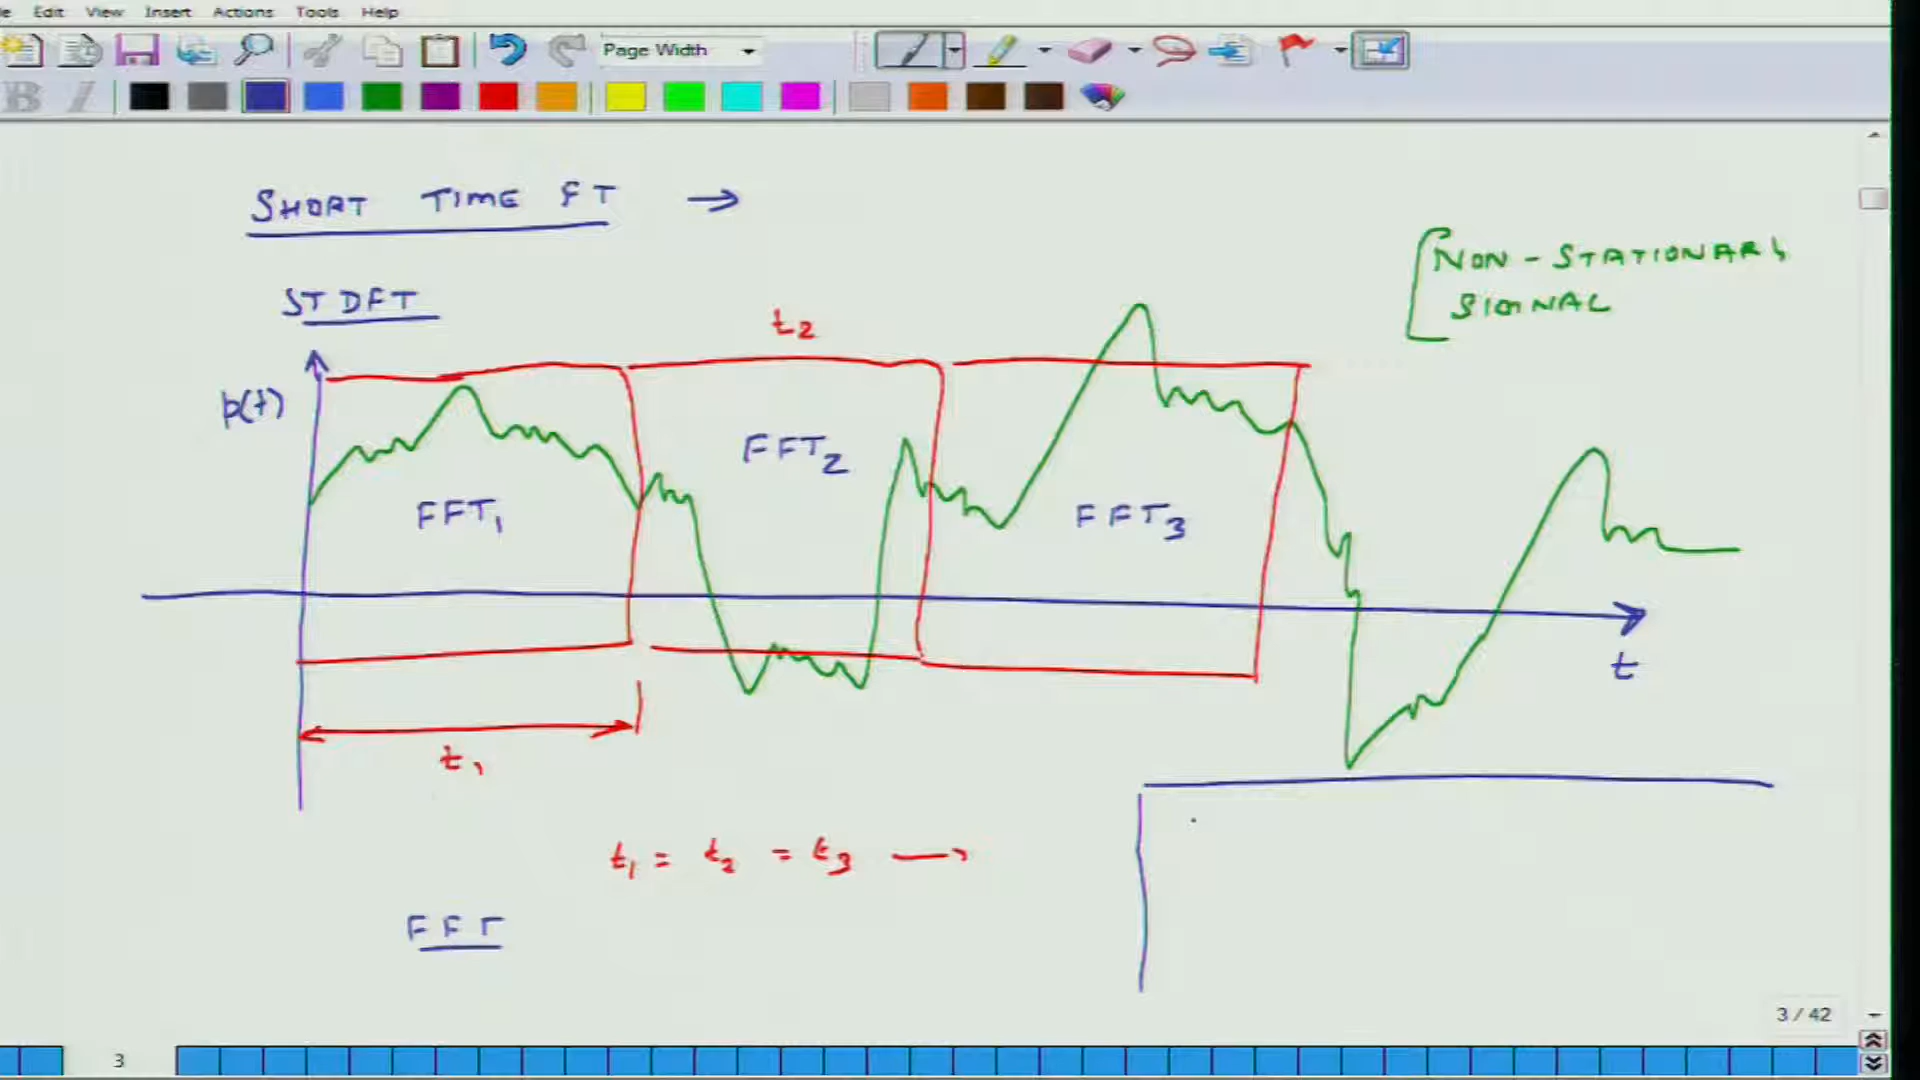 Edit View Insert Actions Tools Help
Page Width
B I
SHORT TIME FT →
NON-STATIONARY
SIGNAL
STDFT
t2
p(t)
FFT2
FFT1
FFT3
t
t1
t1 = t2 = t3
FFT
3 / 42
3